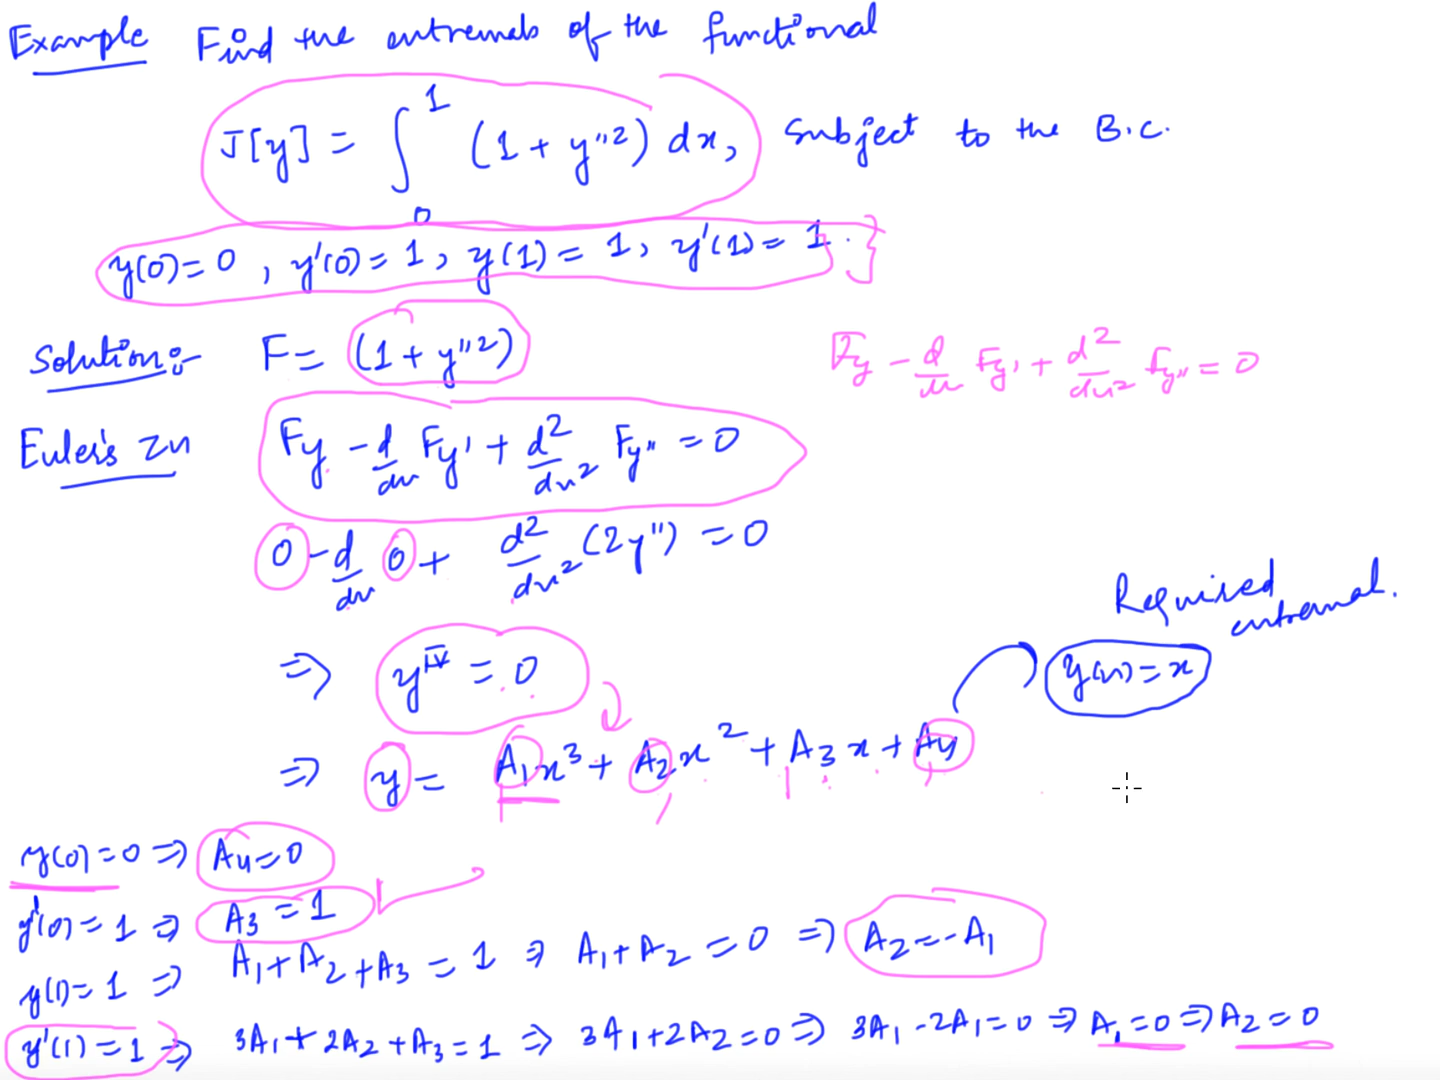 Example Find the extremals of the functional
J[y] = ∫₀¹ (1 + y''²) dx, Subject to the B.C.
y(0) = 0, y'(0) = 1, y(1) = 1, y'(1) = 1.
Solution:- F = (1 + y''²)
Fy - d/dx Fy' + d²/dx² Fy'' = 0
Euler's Eqn Fy - d/dx Fy' + d²/dx² Fy'' = 0
0 - d/dx 0 + d²/dx² (2y'') = 0
⇒ y^IV = 0
Required extremal.
y(x) = x
⇒ y = A₁x³ + A₂x² + A₃x + A₄
y(0) = 0 ⇒ A₄ = 0
y'(0) = 1 ⇒ A₃ = 1
y(1) = 1 ⇒ A₁ + A₂ + A₃ = 1 ⇒ A₁ + A₂ = 0 ⇒ A₂ = -A₁
y'(1) = 1 ⇒ 3A₁ + 2A₂ + A₃ = 1 ⇒ 3A₁ + 2A₂ = 0 ⇒ 3A₁ - 2A₁ = 0 ⇒ A₁ = 0 ⇒ A₂ = 0